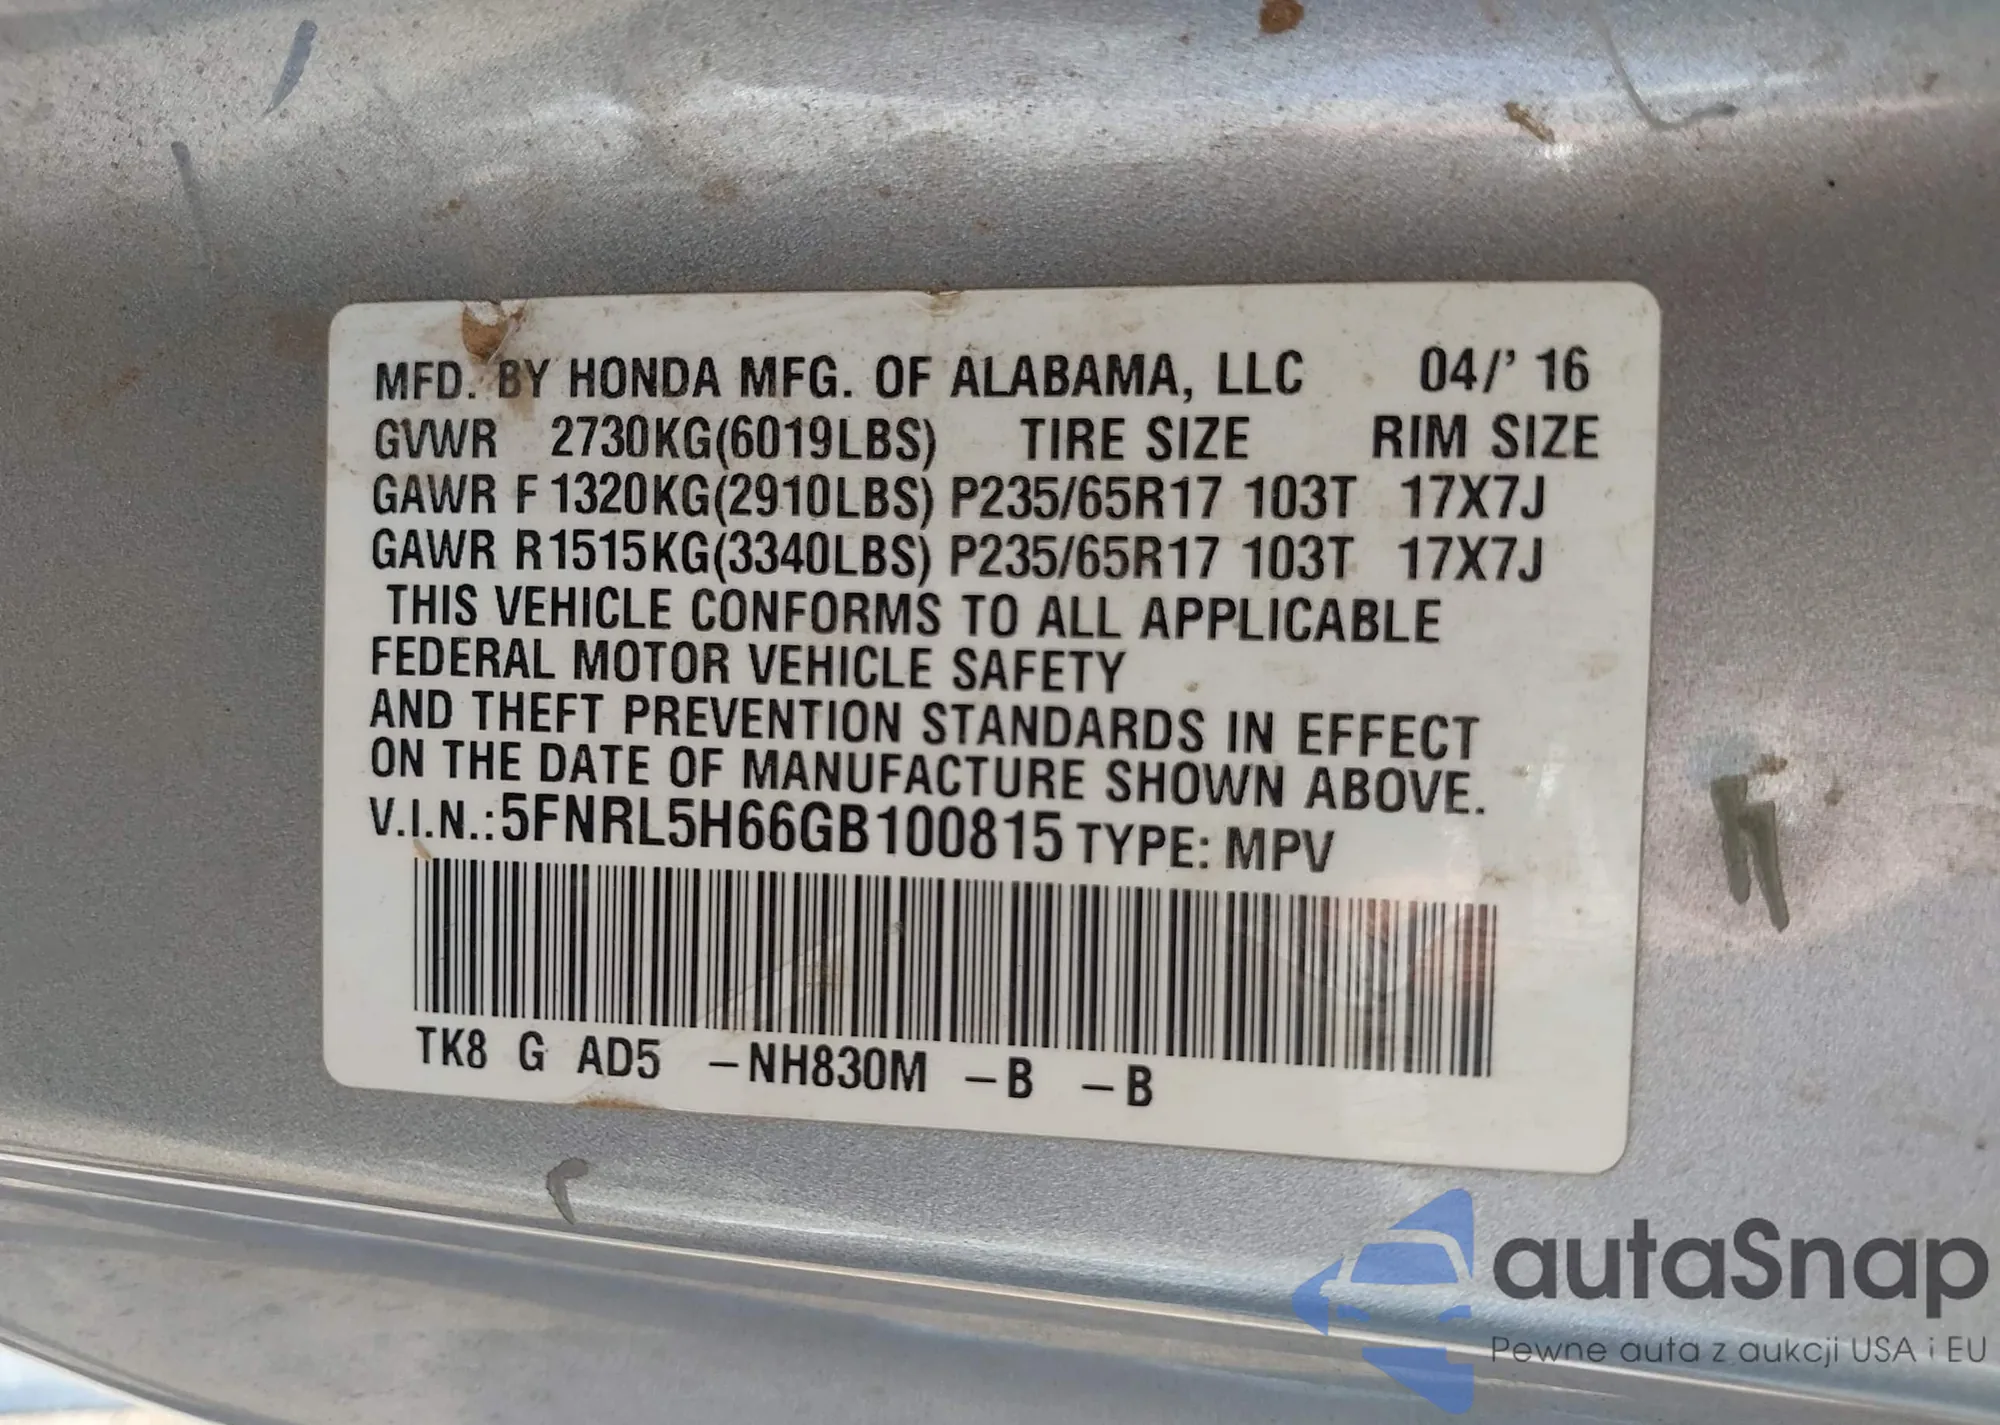 MFD. BY HONDA MFG. OF ALABAMA, LLC 04/' 16
GVWR 2730KG(6019LBS) TIRE SIZE RIM SIZE
GAWR F 1320KG(2910LBS) P235/65R17 103T 17X7J
GAWR R1515KG(3340LBS) P235/65R17 103T 17X7J
THIS VEHICLE CONFORMS TO ALL APPLICABLE
FEDERAL MOTOR VEHICLE SAFETY
AND THEFT PREVENTION STANDARDS IN EFFECT
ON THE DATE OF MANUFACTURE SHOWN ABOVE.
V.I.N.:5FNRL5H66GB100815 TYPE: MPV
TK8 G AD5 -NH830M -B -B
autaSnap
Pewne auta z aukcji USA i EU